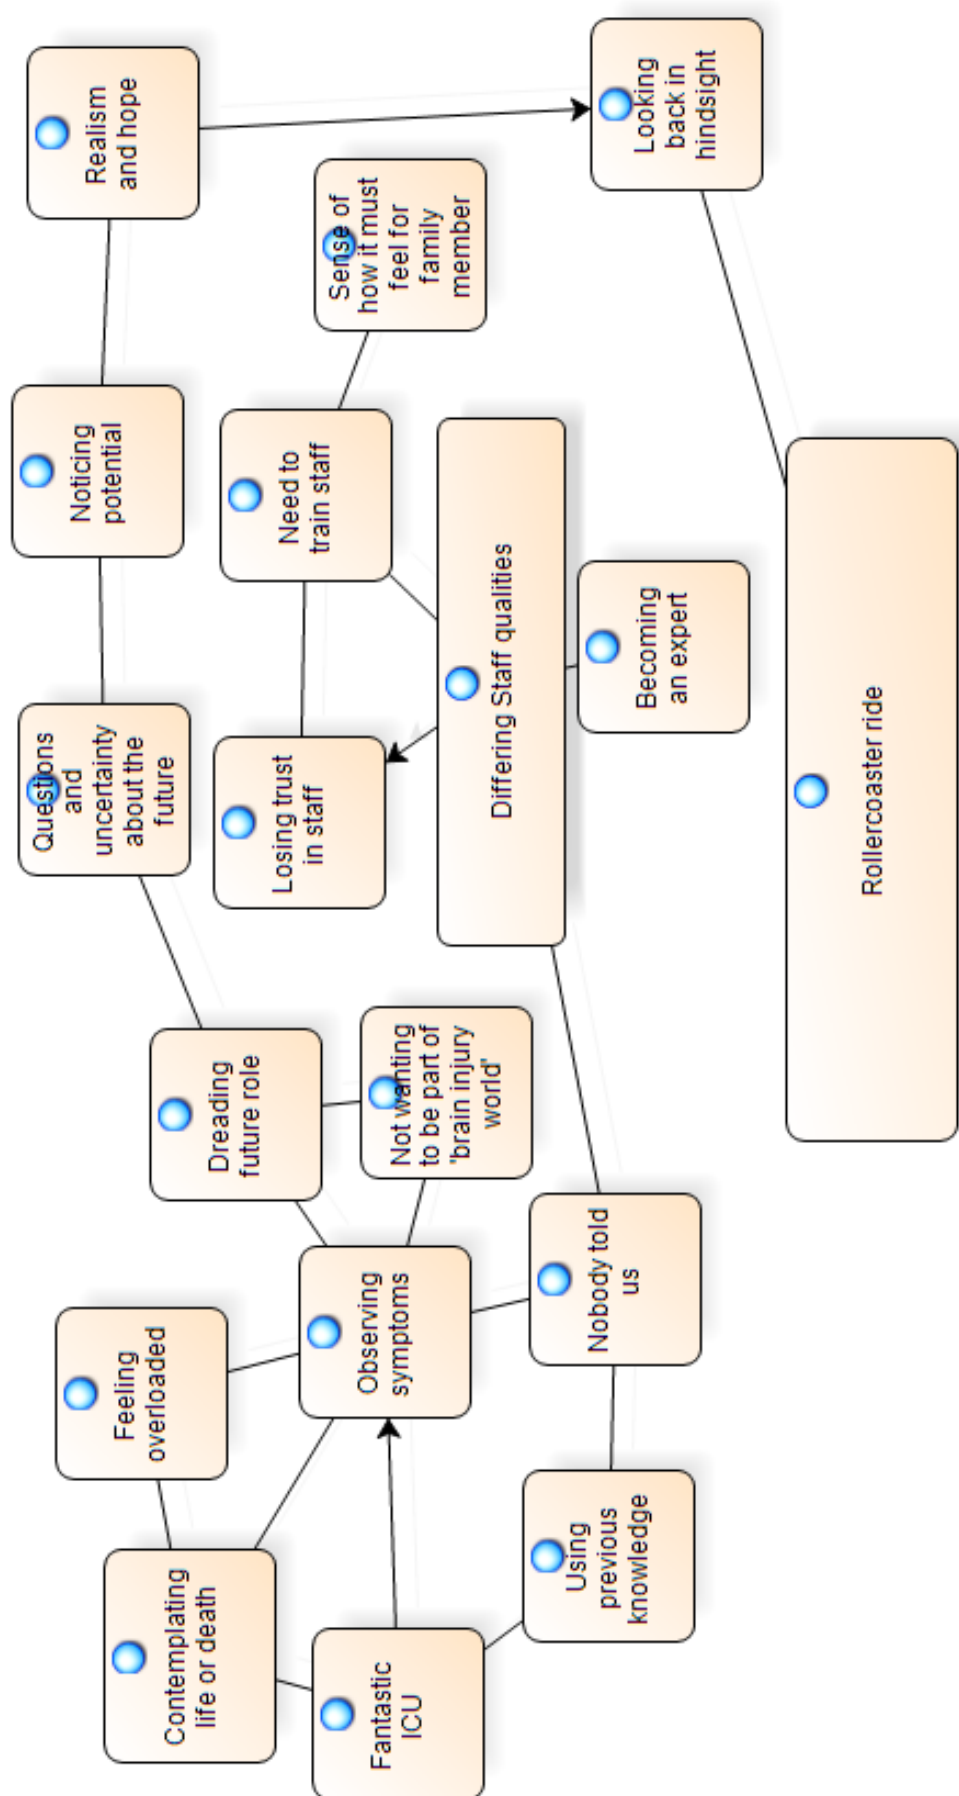 Contemplating
life or death
Feeling
overloaded
Fantastic
ICU
Observing
symptoms
Using
previous
knowledge
Nobody told
us
Dreading
future role
Not wanting
to be part of
'brain injury
world'
Questions
and
uncertainty
about the
future
Noticing
potential
Realism
and hope
Losing trust
in staff
Need to
train staff
Sense of
how it must
feel for
family
member
Differing Staff qualities
Becoming
an expert
Looking
back in
hindsight
Rollercoaster ride